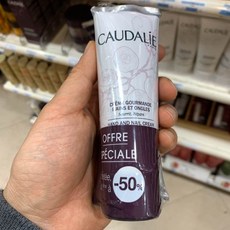 CAUDALIE
CRÈME GOURMANDE
MAINS ET ONGLES
HAND AND NAIL CREAM
OFFRE
SPÉCIALE
-50%